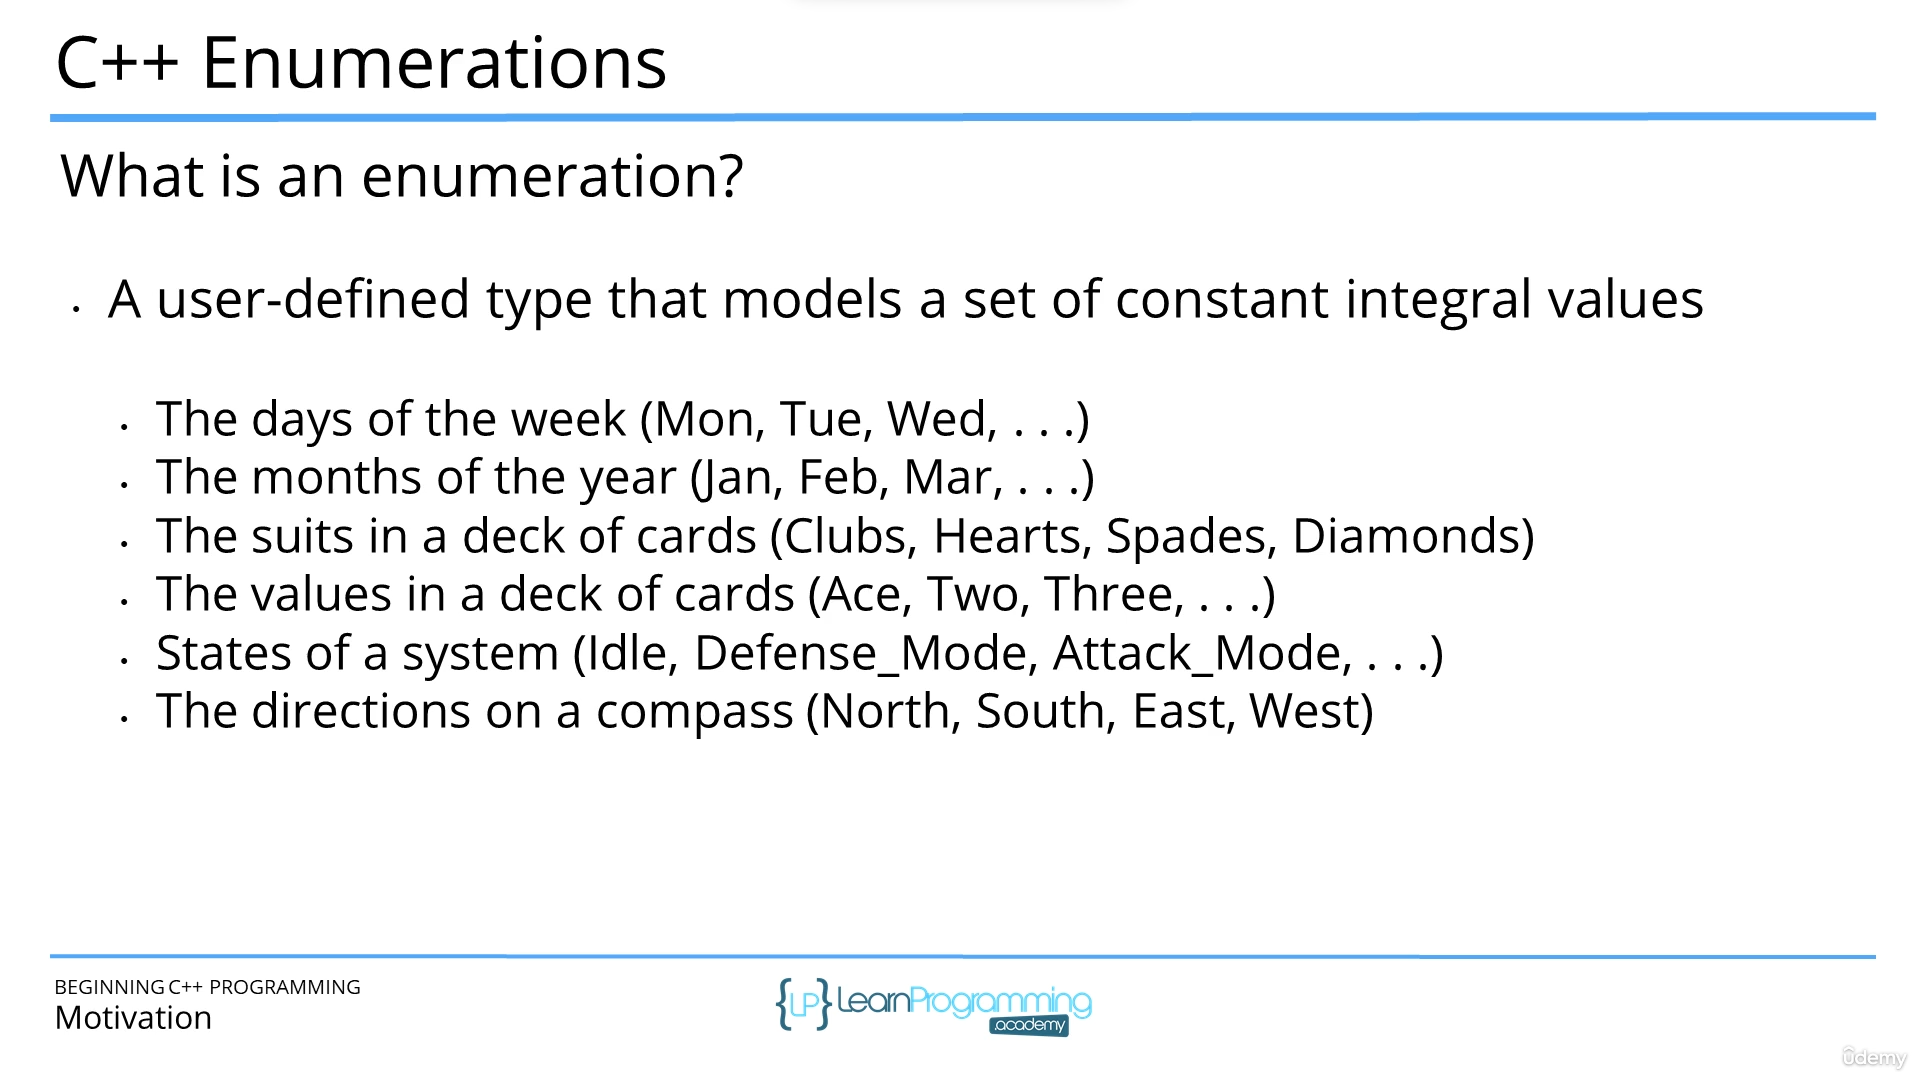 C++ Enumerations
What is an enumeration?
• A user-defined type that models a set of constant integral values
• The days of the week (Mon, Tue, Wed, . . .)
• The months of the year (Jan, Feb, Mar, . . .)
• The suits in a deck of cards (Clubs, Hearts, Spades, Diamonds)
• The values in a deck of cards (Ace, Two, Three, . . .)
• States of a system (Idle, Defense_Mode, Attack_Mode, . . .)
• The directions on a compass (North, South, East, West)
BEGINNING C++ PROGRAMMING
Motivation
{LP} LearnProgramming
.academy
ûdemy